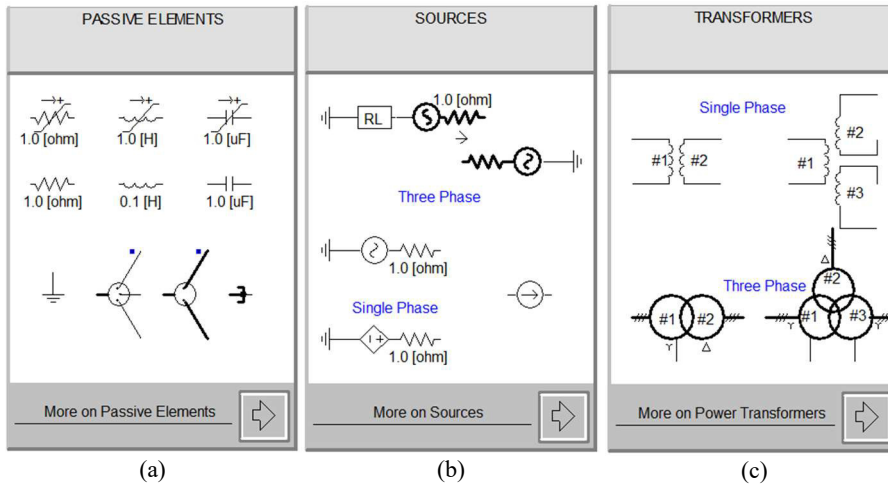 PASSIVE ELEMENTS
1.0 [ohm] 1.0 [H] 1.0 [uF]
1.0 [ohm] 0.1 [H] 1.0 [uF]
More on Passive Elements
(a)
SOURCES
1.0 [ohm]
RL
Three Phase
1.0 [ohm]
Single Phase
1.0 [ohm]
More on Sources
(b)
TRANSFORMERS
Single Phase
#1 #2
#1 #2
#3
Three Phase
#2
#1 #2
#1 #3
More on Power Transformers
(c)